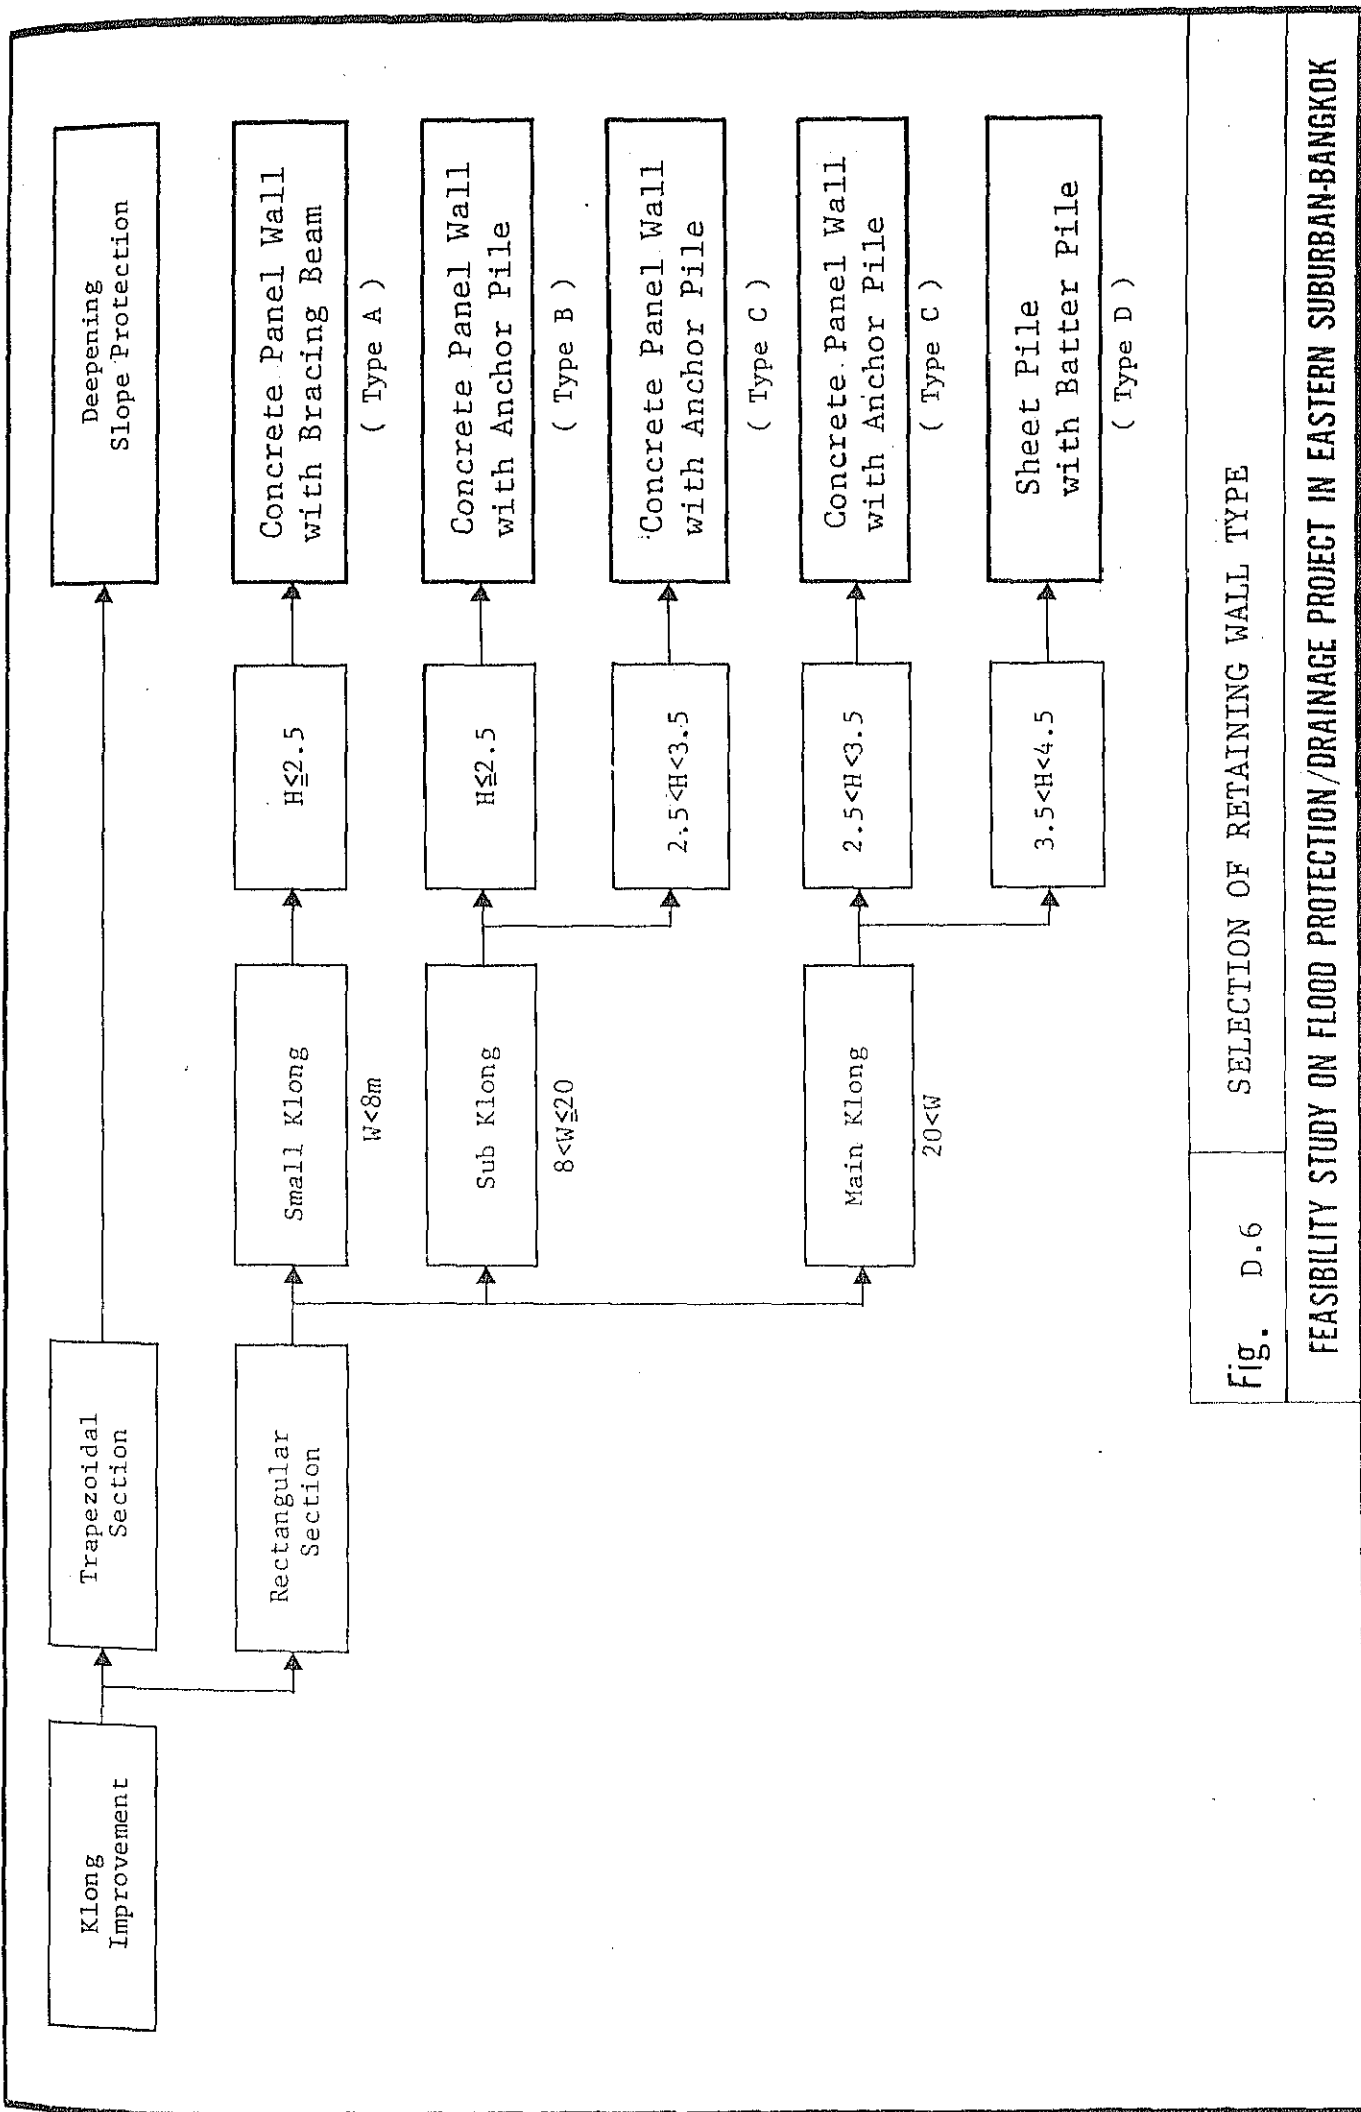 Klong
Improvement
Trapezoidal
Section
Deepening
Slope Protection
Rectangular
Section
Small Klong
W<8m
H≦2.5
Concrete Panel Wall
with Bracing Beam
( Type A )
Sub Klong
8<W≦20
H≦2.5
Concrete Panel Wall
with Anchor Pile
( Type B )
2.5<H<3.5
Concrete Panel Wall
with Anchor Pile
( Type C )
Main Klong
20<W
2.5<H<3.5
Concrete Panel Wall
with Anchor Pile
( Type C )
3.5<H<4.5
Sheet Pile
with Batter Pile
( Type D )
Fig. D.6
SELECTION OF RETAINING WALL TYPE
FEASIBILITY STUDY ON FLOOD PROTECTION/DRAINAGE PROJECT IN EASTERN SUBURBAN-BANGKOK